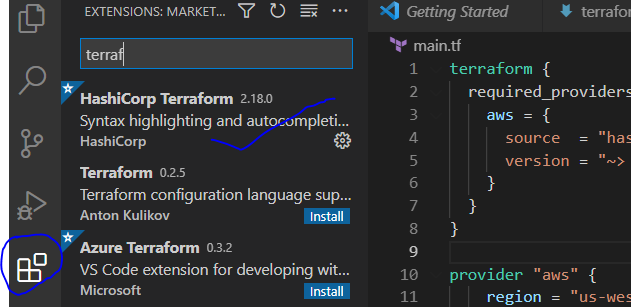 EXTENSIONS: MARKET...
terraf
HashiCorp Terraform 2.18.0
Syntax highlighting and autocompleti...
HashiCorp
Terraform 0.2.5
Terraform configuration language sup...
Anton Kulikov Install
Azure Terraform 0.3.2
VS Code extension for developing wit...
Microsoft Install
Getting Started terrafor
main.tf
1 terraform {
2 required_providers
3 aws = {
4 source = "has
5 version = "~>
6 }
7 }
8 }
9
10 provider "aws" {
11 region = "us-wes